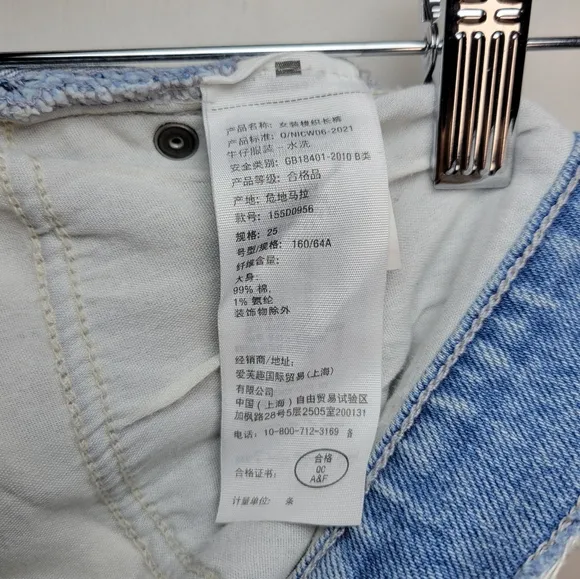 产品名称: 女装梭织长裤
产品标准: Q/NICW06-2021
牛仔服装--水洗
安全类别: GB18401-2010 B类
产品等级: 合格品
产地: 危地马拉
款号: 155D0956
规格: 25
号型/规格: 160/64A
纤维含量:
大身:
99% 棉,
1% 氨纶
装饰物除外
经销商/地址:
爱芙趣国际贸易(上海)
有限公司
中国(上海)自由贸易试验区
加枫路28号5层2505室200131
电话: 10-800-712-3169 各
合格证书:
合格
QC
A&F
计量单位: 条